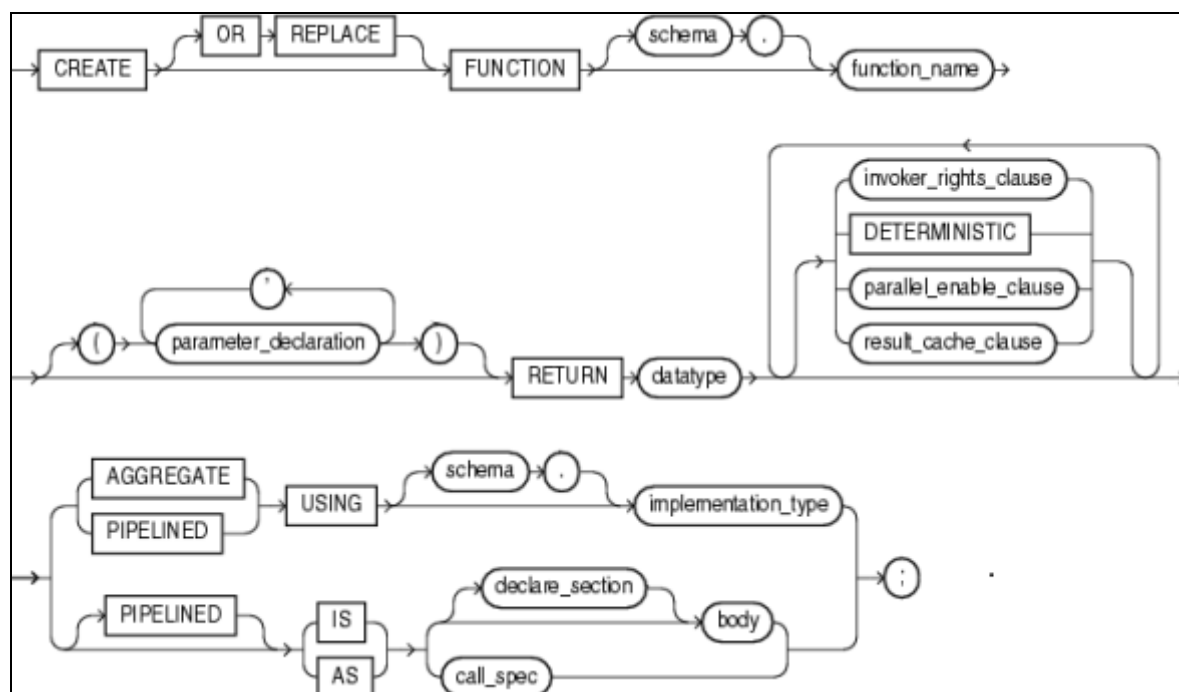 OR REPLACE schema .
CREATE FUNCTION function_name
invoker_rights_clause
DETERMINISTIC
, parallel_enable_clause
( parameter_declaration ) result_cache_clause
RETURN datatype
AGGREGATE schema .
USING implementation_type
PIPELINED
declare_section ; .
PIPELINED IS body
AS call_spec